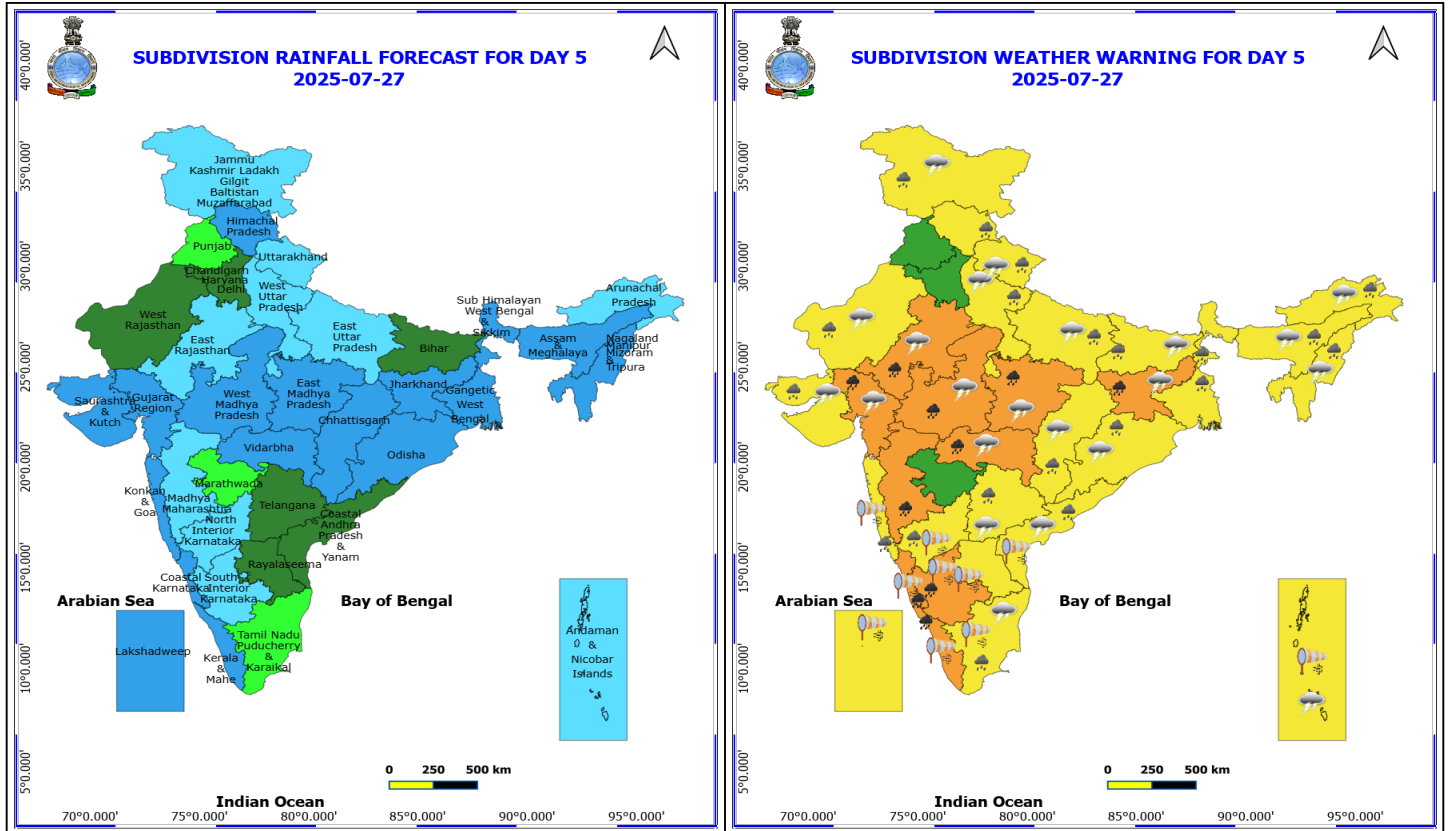 SUBDIVISION RAINFALL FORECAST FOR DAY 5
2025-07-27
40°0.000'
35°0.000'
30°0.000'
25°0.000'
20°0.000'
15°0.000'
10°0.000'
5°0.000'
Jammu
Kashmir Ladakh
Gilgit
Baltistan
Muzaffarabad
Himachal
Pradesh
Punjab
Uttarakhand
Chandigarh
Haryana
Delhi
West
Uttar
Pradesh
West
Rajasthan
East
Rajasthan
East
Uttar
Pradesh
Bihar
Sub Himalayan
West Bengal
&
Sikkim
Arunachal
Pradesh
Assam
&
Meghalaya
Nagaland
Manipur
Mizoram
&
Tripura
Saurashtra
&
Kutch
Gujarat
Region
West
Madhya
Pradesh
East
Madhya
Pradesh
Jharkhand
Gangetic
West
Bengal
Chhattisgarh
Odisha
Vidarbha
Konkan
&
Goa
Madhya
Maharashtra
Marathwada
North
Interior
Karnataka
Telangana
Coastal
Andhra
Pradesh
&
Yanam
Rayalaseema
Coastal
Karnataka
South
Interior
Karnataka
Tamil Nadu
Puducherry
&
Karaikal
Kerala
&
Mahe
Lakshadweep
Andaman
&
Nicobar
Islands
Arabian Sea
Bay of Bengal
0 250 500 km
Indian Ocean
70°0.000' 75°0.000' 80°0.000' 85°0.000' 90°0.000' 95°0.000'
SUBDIVISION WEATHER WARNING FOR DAY 5
2025-07-27
40°0.000'
35°0.000'
30°0.000'
25°0.000'
20°0.000'
15°0.000'
10°0.000'
5°0.000'
Arabian Sea
Bay of Bengal
0 250 500 km
Indian Ocean
70°0.000' 75°0.000' 80°0.000' 85°0.000' 90°0.000' 95°0.000'